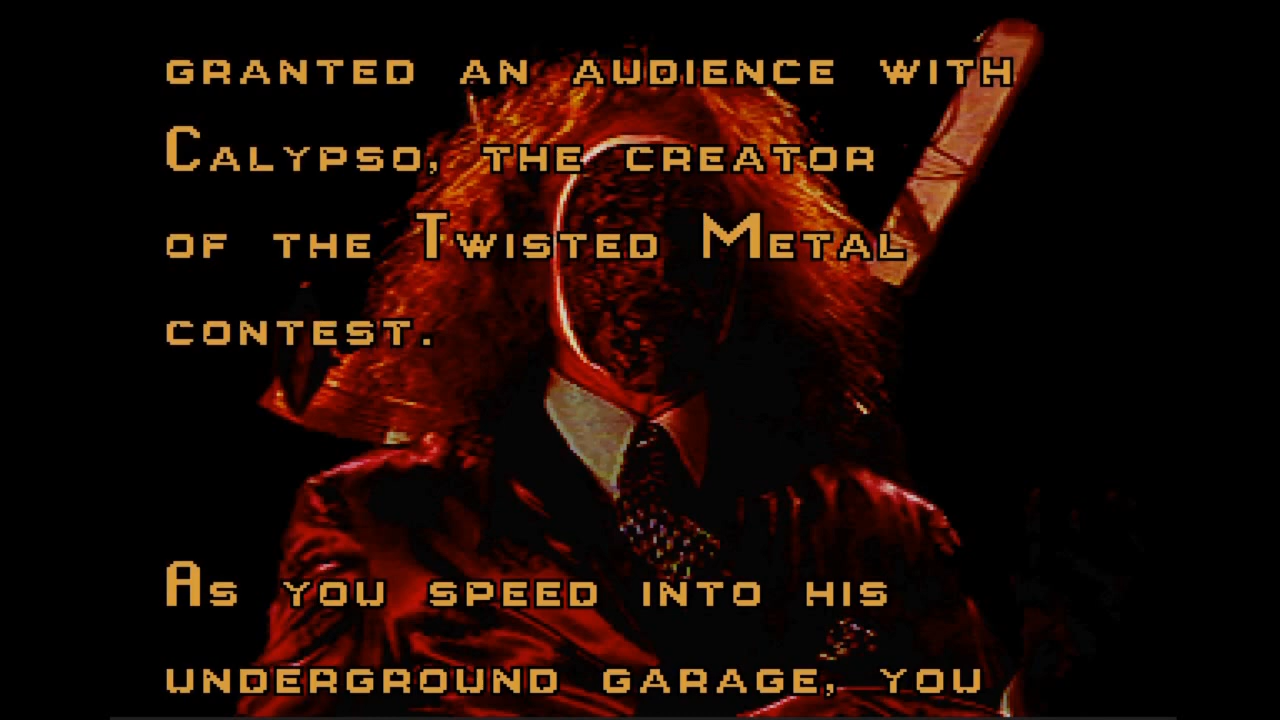 GRANTED AN AUDIENCE WITH
CALYPSO, THE CREATOR
OF THE TWISTED METAL
CONTEST.
AS YOU SPEED INTO HIS
UNDERGROUND GARAGE, YOU